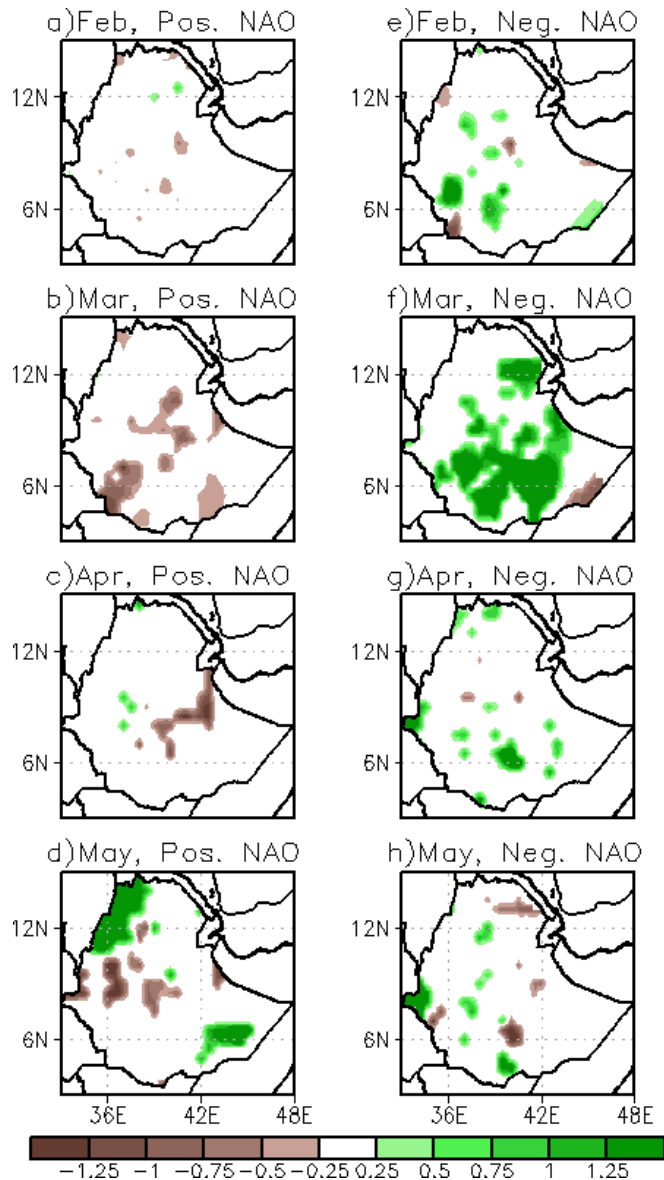 a)Feb, Pos. NAO
e)Feb, Neg. NAO
12N
12N
6N
6N
b)Mar, Pos. NAO
f)Mar, Neg. NAO
12N
12N
6N
6N
c)Apr, Pos. NAO
g)Apr, Neg. NAO
12N
12N
6N
6N
d)May, Pos. NAO
h)May, Neg. NAO
12N
12N
6N
6N
36E 42E 48E
36E 42E 48E
-1.25 -1 -0.75 -0.5 -0.25 0.25 0.5 0.75 1 1.25